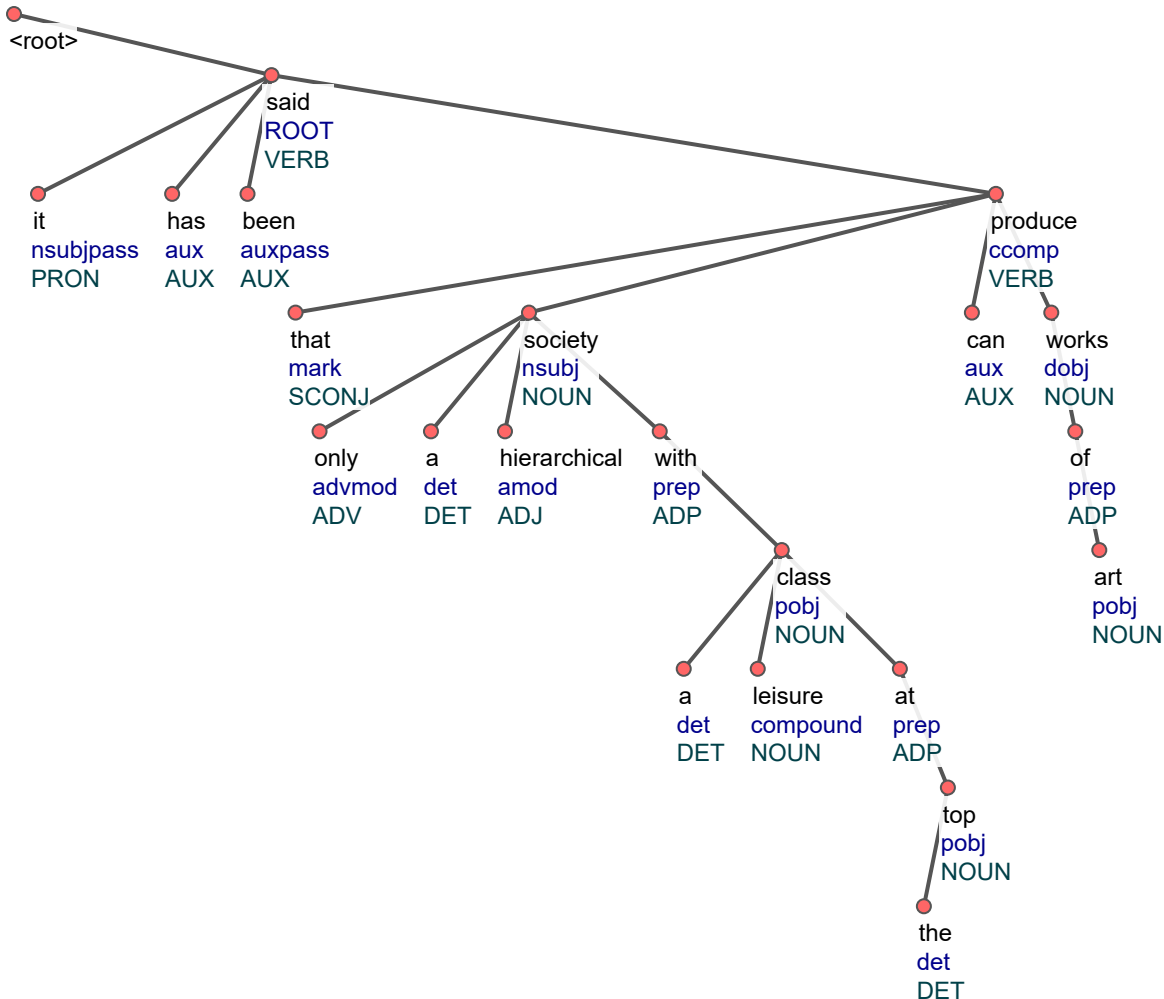 <root>
said
ROOT
VERB
it has been produce
nsubjpass aux auxpass ccomp
PRON AUX AUX VERB
that society can works
mark nsubj aux dobj
SCONJ NOUN AUX NOUN
only a hierarchical with of
advmod det amod prep prep
ADV DET ADJ ADP ADP
class art
pobj pobj
NOUN NOUN
a leisure at
det compound prep
DET NOUN ADP
top
pobj
NOUN
the
det
DET